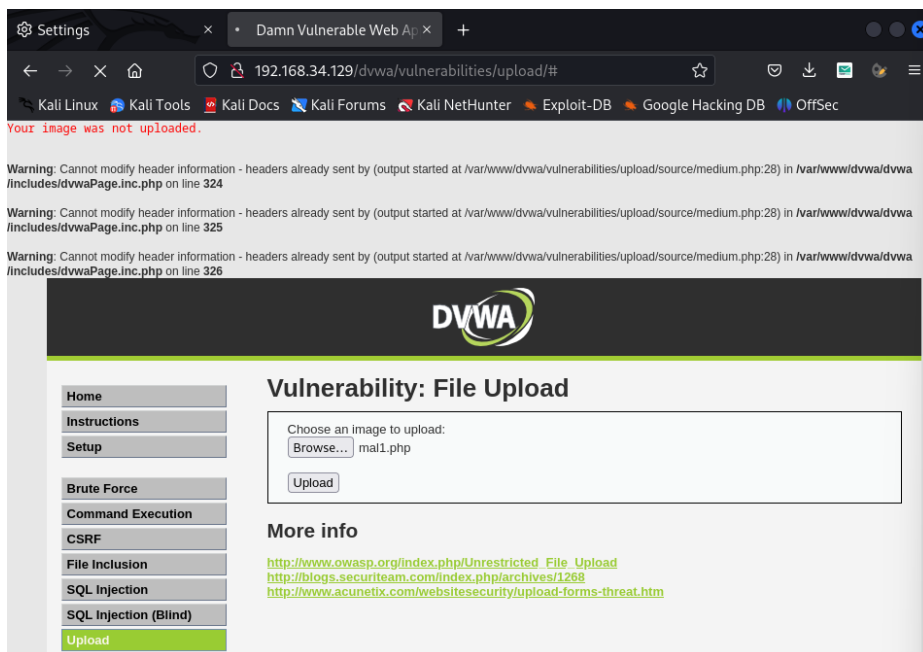 Settings
Damn Vulnerable Web Ap
192.168.34.129/dvwa/vulnerabilities/upload/#
Kali Linux Kali Tools Kali Docs Kali Forums Kali NetHunter Exploit-DB Google Hacking DB OffSec
Your image was not uploaded.
Warning: Cannot modify header information - headers already sent by (output started at /var/www/dvwa/vulnerabilities/upload/source/medium.php:28) in /var/www/dvwa/dvwa
/includes/dvwaPage.inc.php on line 324
Warning: Cannot modify header information - headers already sent by (output started at /var/www/dvwa/vulnerabilities/upload/source/medium.php:28) in /var/www/dvwa/dvwa
/includes/dvwaPage.inc.php on line 325
Warning: Cannot modify header information - headers already sent by (output started at /var/www/dvwa/vulnerabilities/upload/source/medium.php:28) in /var/www/dvwa/dvwa
/includes/dvwaPage.inc.php on line 326
DVWA
Home
Instructions
Setup
Brute Force
Command Execution
CSRF
File Inclusion
SQL Injection
SQL Injection (Blind)
Upload
Vulnerability: File Upload
Choose an image to upload:
Browse... mal1.php
Upload
More info
http://www.owasp.org/index.php/Unrestricted_File_Upload
http://blogs.securiteam.com/index.php/archives/1268
http://www.acunetix.com/websitesecurity/upload-forms-threat.htm